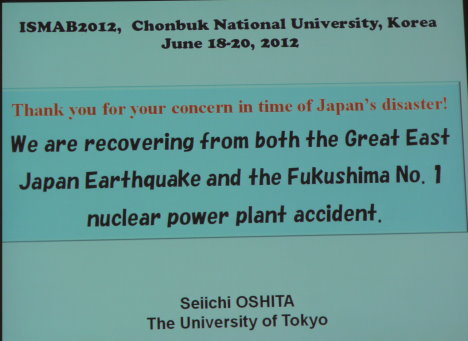 ISMAB2012, Chonbuk National University, Korea
June 18-20, 2012
Thank you for your concern in time of Japan's disaster!
We are recovering from both the Great East
Japan Earthquake and the Fukushima No. 1
nuclear power plant accident.
Seiichi OSHITA
The University of Tokyo